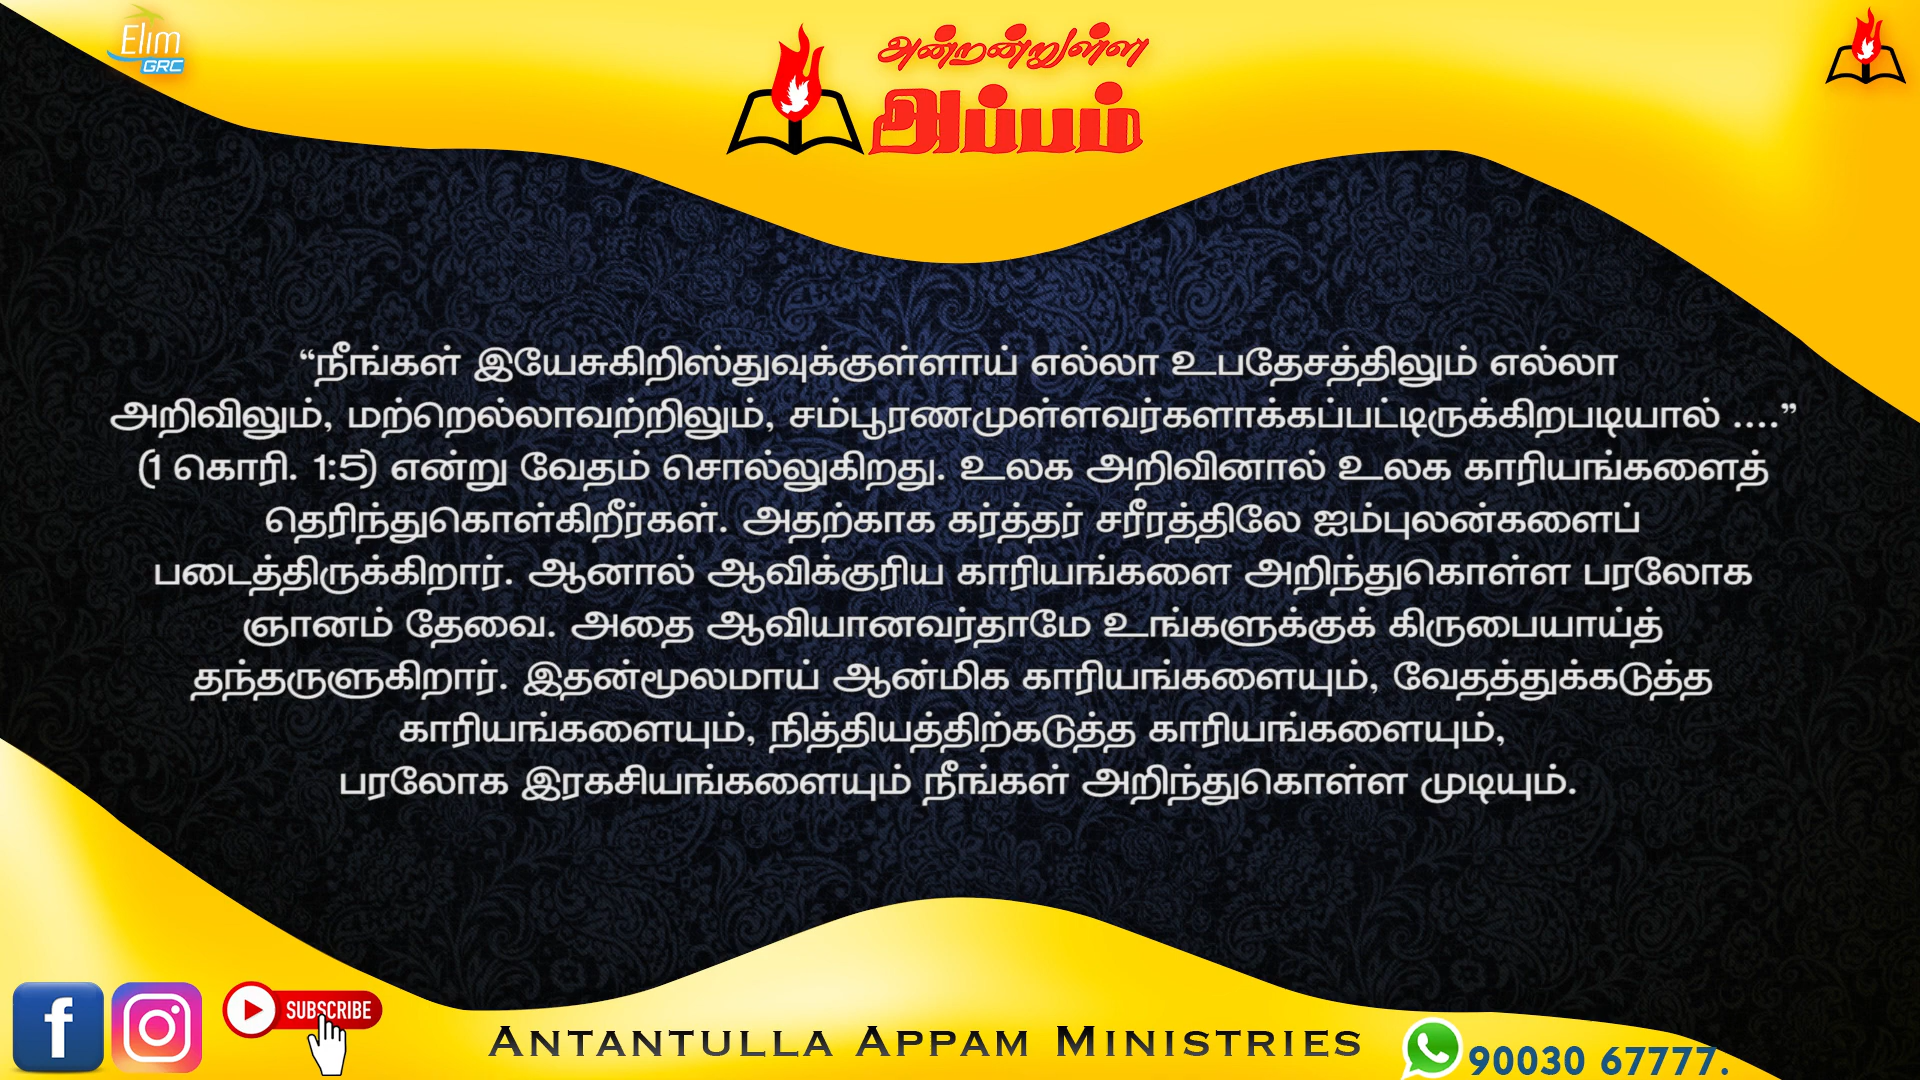 Elim
GRC
அன்றன்றுள்ள
அப்பம்
“நீங்கள் இயேசுகிறிஸ்துவுக்குள்ளாய் எல்லா உபதேசத்திலும் எல்லா
அறிவிலும், மற்றெல்லாவற்றிலும், சம்பூரணமுள்ளவர்களாக்கப்பட்டிருக்கிறபடியால் ....”
(1 கொரி. 1:5) என்று வேதம் சொல்லுகிறது. உலக அறிவினால் உலக காரியங்களைத்
தெரிந்துகொள்கிறீர்கள். அதற்காக கர்த்தர் சரீரத்திலே ஐம்புலன்களைப்
படைத்திருக்கிறார். ஆனால் ஆவிக்குரிய காரியங்களை அறிந்துகொள்ள பரலோக
ஞானம் தேவை. அதை ஆவியானவர்தாமே உங்களுக்குக் கிருபையாய்த்
தந்தருளுகிறார். இதன்மூலமாய் ஆன்மிக காரியங்களையும், வேதத்துக்கடுத்த
காரியங்களையும், நித்தியத்திற்கடுத்த காரியங்களையும்,
பரலோக இரகசியங்களையும் நீங்கள் அறிந்துகொள்ள முடியும்.
SUBSCRIBE
ANTANTULLA APPAM MINISTRIES
90030 67777.